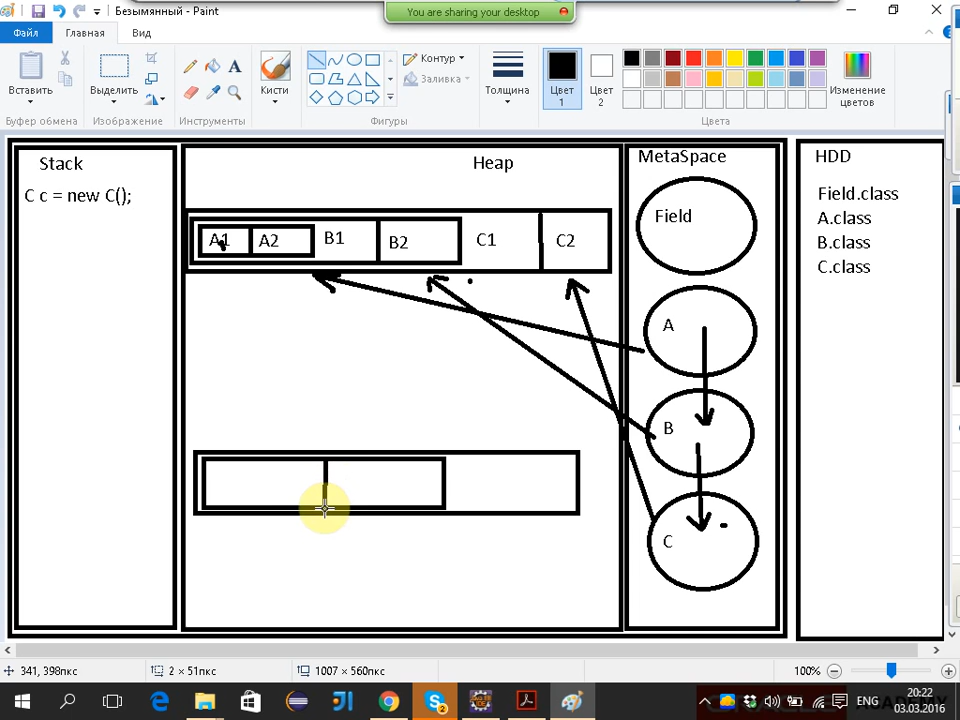 You are sharing your desktop
Безымянный - Paint
Файл Главная Вид
Вставить Выделить Кисти Контур Заливка Толщина Цвет 1 Цвет 2 Изменение цветов
Буфер обмена Изображение Инструменты Фигуры Цвета
Stack Heap MetaSpace HDD
C c = new C();
Field.class
A.class
B.class
C.class
Field
A1 A2 B1 B2 C1 C2
A
B
C
341, 398пкс 2 × 51пкс 1007 × 560пкс 100%
ENG 20:22
03.03.2016